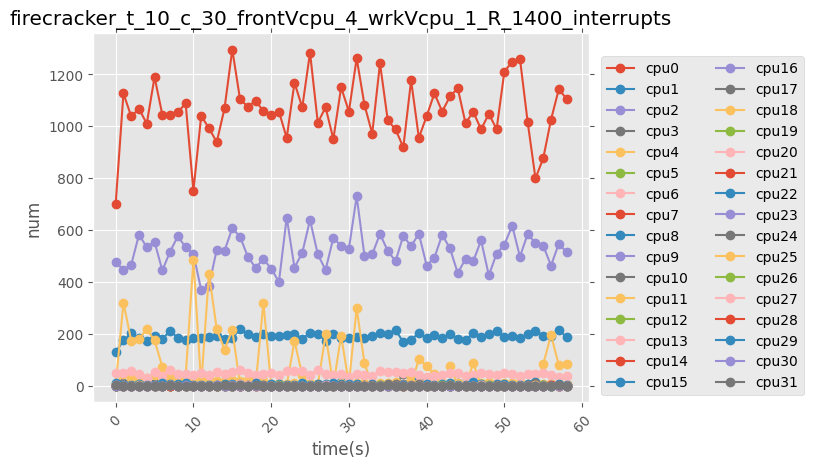 firecracker_t_10_c_30_frontVcpu_4_wrkVcpu_1_R_1400_interrupts
num
1200
1000
800
600
400
200
0
0
10
20
30
40
50
60
time(s)
cpu0
cpu1
cpu2
cpu3
cpu4
cpu5
cpu6
cpu7
cpu8
cpu9
cpu10
cpu11
cpu12
cpu13
cpu14
cpu15
cpu16
cpu17
cpu18
cpu19
cpu20
cpu21
cpu22
cpu23
cpu24
cpu25
cpu26
cpu27
cpu28
cpu29
cpu30
cpu31